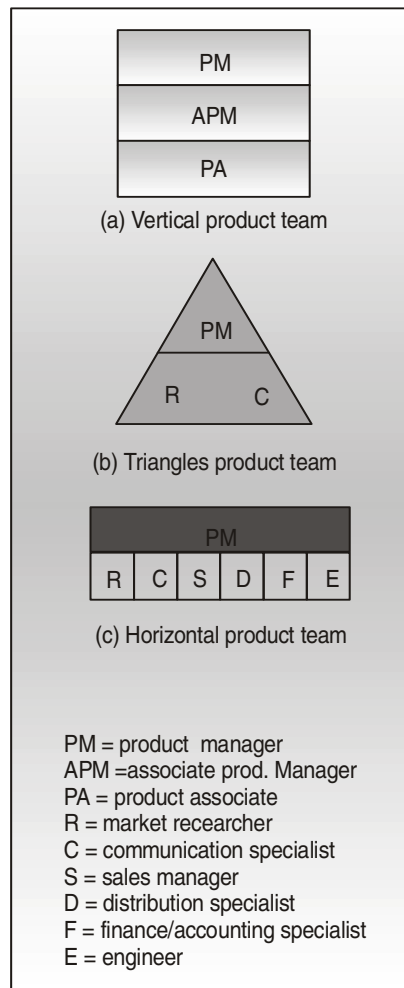 PM
APM
PA
(a) Vertical product team
PM
R C
(b) Triangles product team
PM
R C S D F E
(c) Horizontal product team
PM = product manager
APM =associate prod. Manager
PA = product associate
R = market recearcher
C = communication specialist
S = sales manager
D = distribution specialist
F = finance/accounting specialist
E = engineer